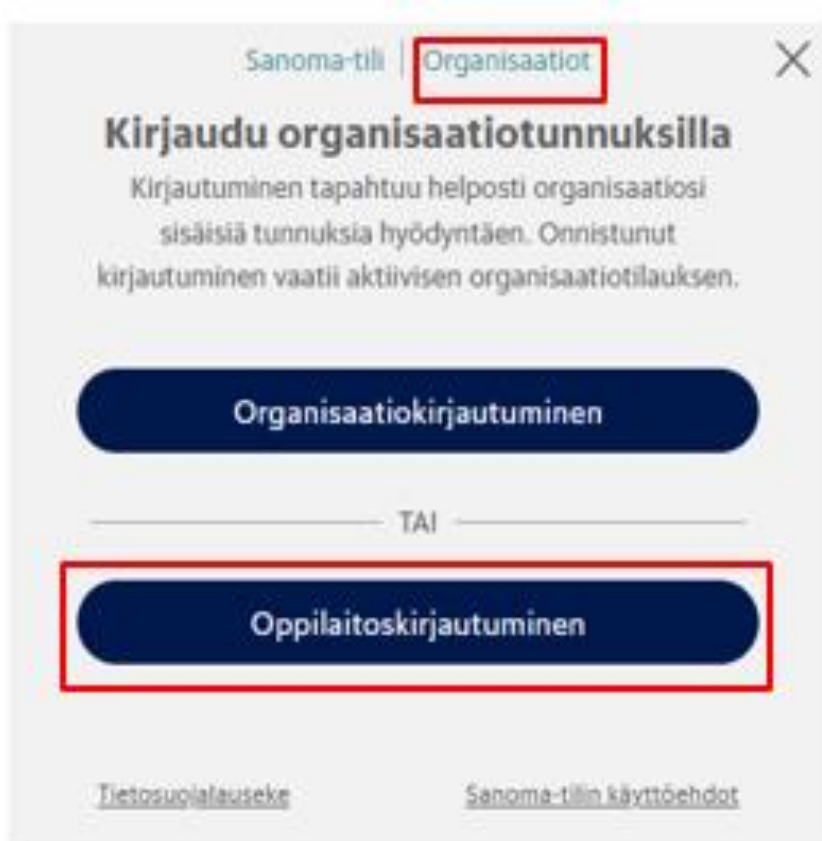 Sanoma-tili | Organisaatiot
Kirjaudu organisaatiotunnuksilla
Kirjautuminen tapahtuu helposti organisaatiosi
sisäisiä tunnuksia hyödyntäen. Onnistunut
kirjautuminen vaatii aktiivisen organisaatiotilauksen.
Organisaatiokirjautuminen
TAI
Oppilaitoskirjautuminen
Tietosuojalauseke Sanoma-tilin käyttöehdot